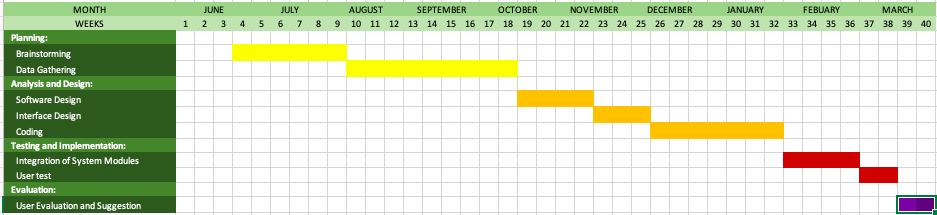 MONTH JUNE JULY AUGUST SEPTEMBER OCTOBER NOVEMBER DECEMBER JANUARY FEBUARY MARCH
WEEKS 1 2 3 4 5 6 7 8 9 10 11 12 13 14 15 16 17 18 19 20 21 22 23 24 25 26 27 28 29 30 31 32 33 34 35 36 37 38 39 40
Planning:
Brainstorming
Data Gathering
Analysis and Design:
Software Design
Interface Design
Coding
Testing and Implementation:
Integration of System Modules
User test
Evaluation:
User Evaluation and Suggestion